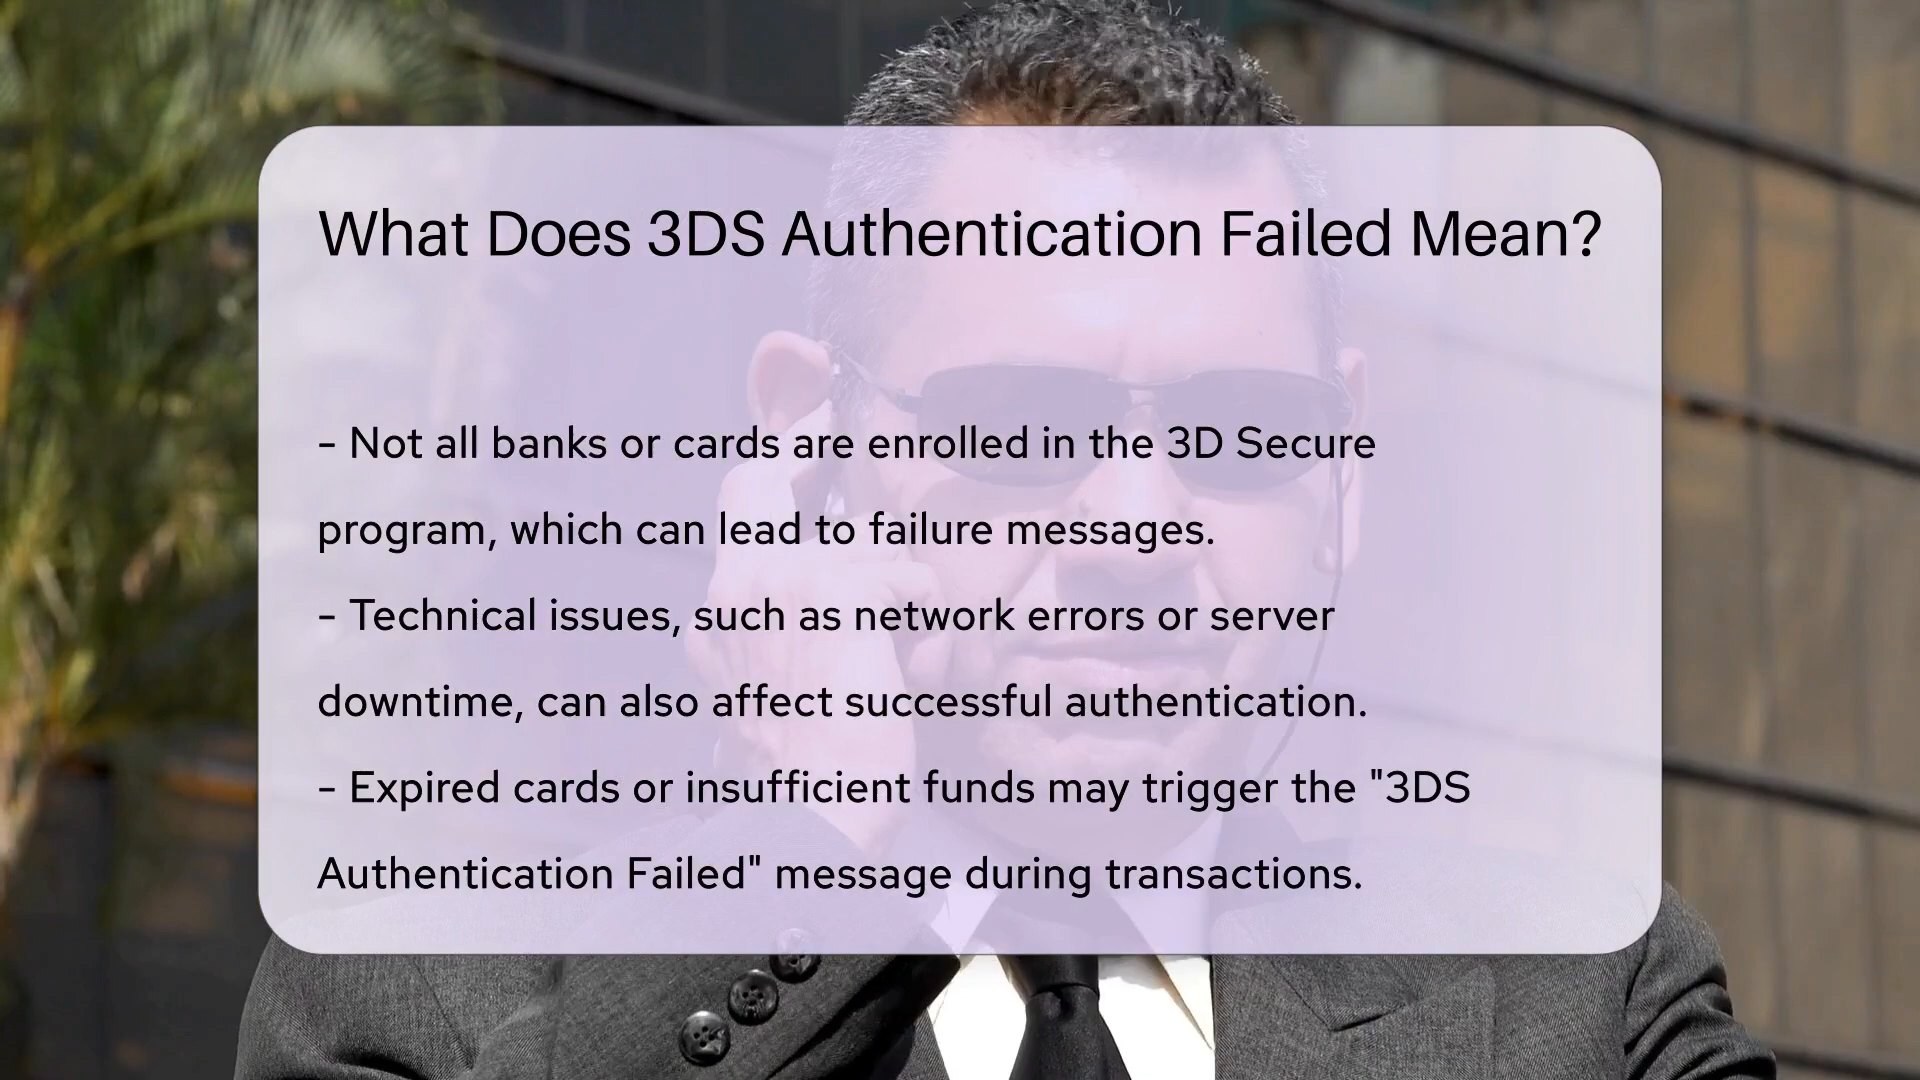 What Does 3DS Authentication Failed Mean?
- Not all banks or cards are enrolled in the 3D Secure
program, which can lead to failure messages.
- Technical issues, such as network errors or server
downtime, can also affect successful authentication.
- Expired cards or insufficient funds may trigger the "3DS
Authentication Failed" message during transactions.